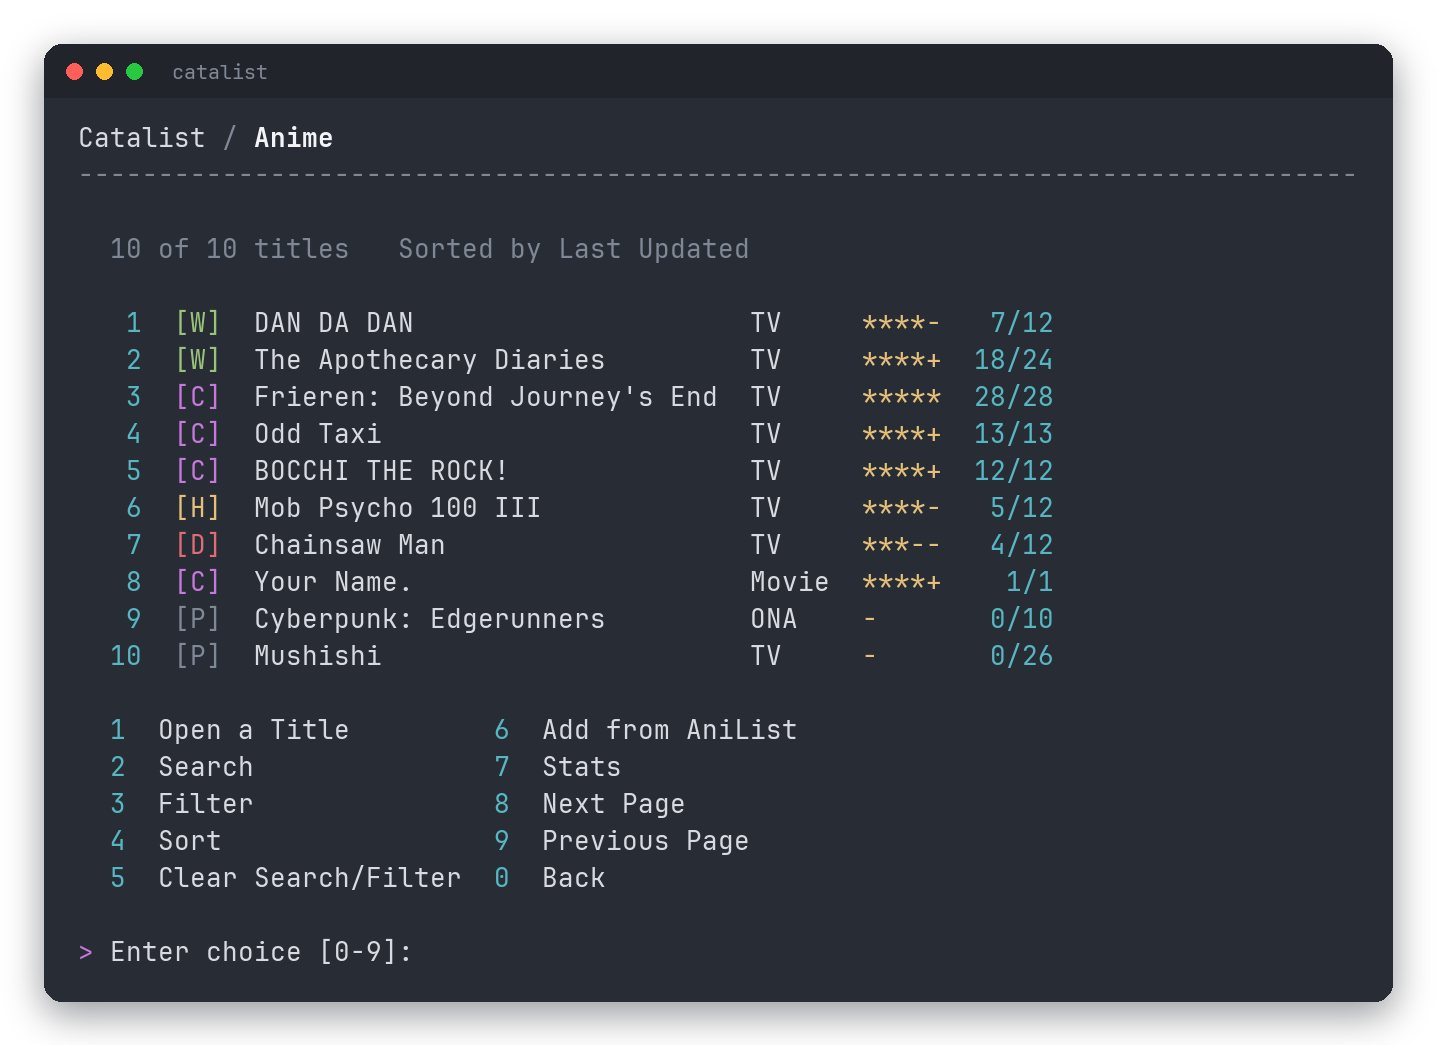 catalist
Catalist / Anime
--------------------------------------------------------------------------------
10 of 10 titles   Sorted by Last Updated
1  [W]  DAN DA DAN                     TV     ****-   7/12
2  [W]  The Apothecary Diaries         TV     ****+  18/24
3  [C]  Frieren: Beyond Journey's End  TV     *****  28/28
4  [C]  Odd Taxi                       TV     ****+  13/13
5  [C]  BOCCHI THE ROCK!               TV     ****+  12/12
6  [H]  Mob Psycho 100 III             TV     ****-   5/12
7  [D]  Chainsaw Man                   TV     ***--   4/12
8  [C]  Your Name.                     Movie  ****+    1/1
9  [P]  Cyberpunk: Edgerunners         ONA    -       0/10
10  [P]  Mushishi                       TV     -       0/26
1  Open a Title         6  Add from AniList
2  Search               7  Stats
3  Filter               8  Next Page
4  Sort                 9  Previous Page
5  Clear Search/Filter  0  Back
> Enter choice [0-9]: